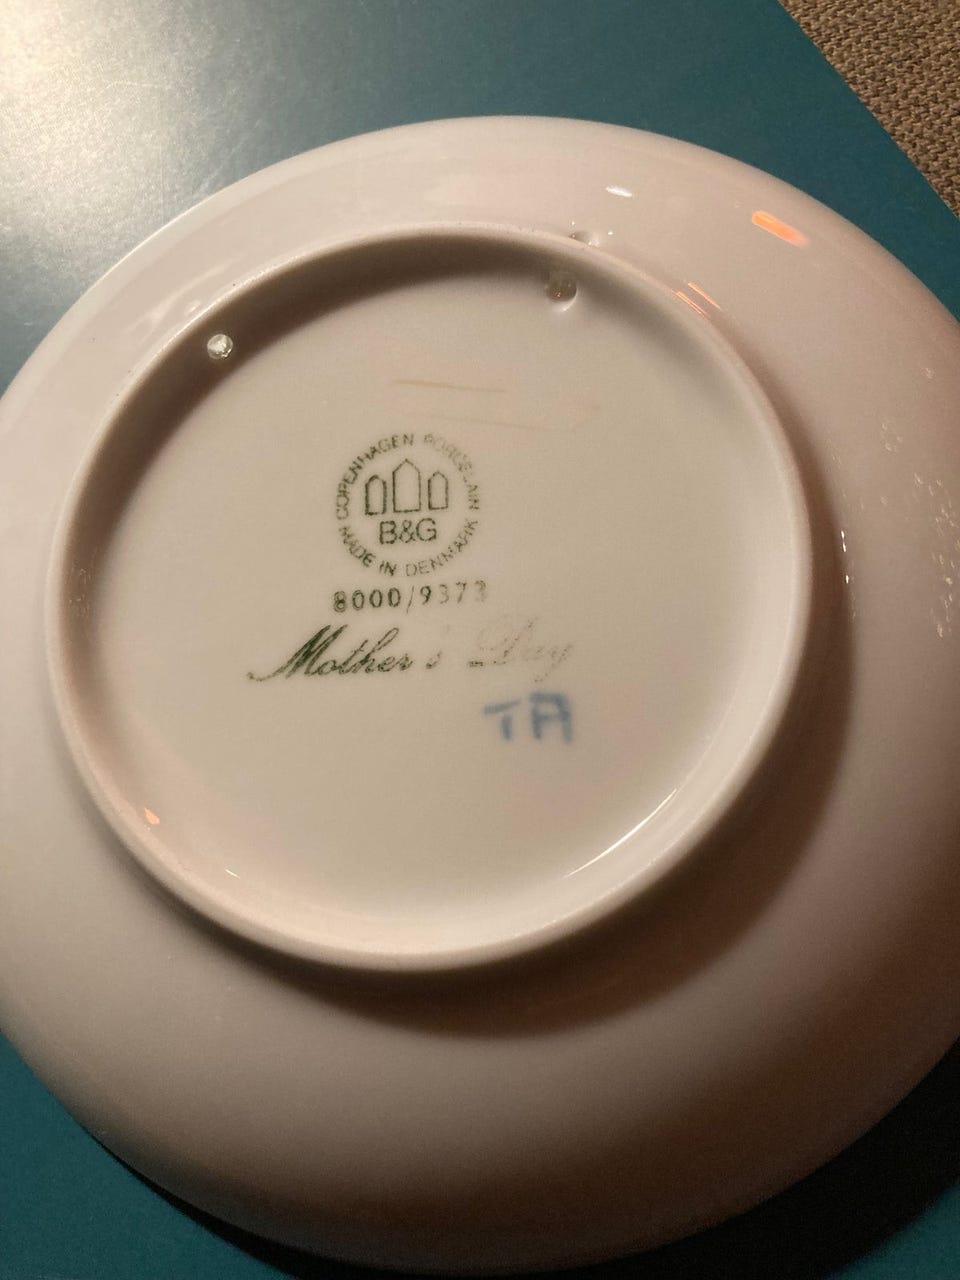 COPENHAGEN PORCELAIN
B&G
MADE IN DENMARK
8000/9373
Mother's Day
TA